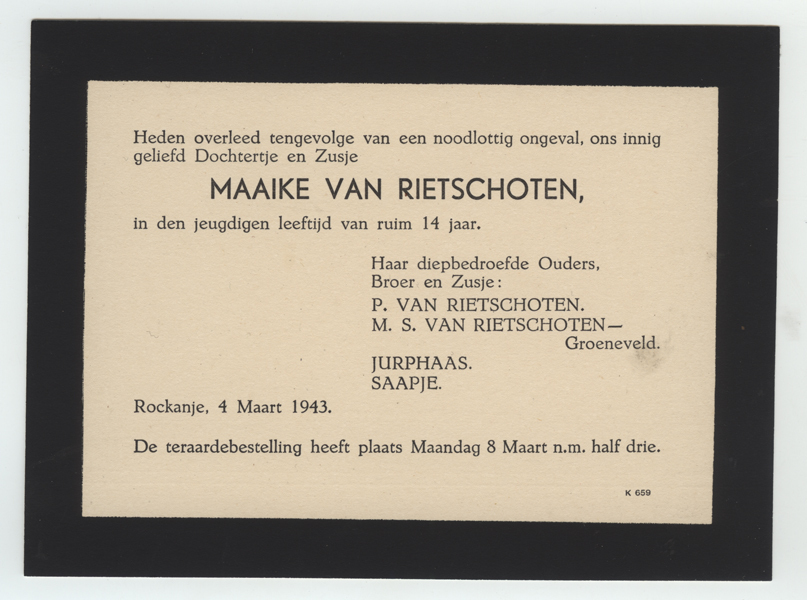 Heden overleed tengevolge van een noodlottig ongeval, ons innig
geliefd Dochtertje en Zusje
MAAIKE VAN RIETSCHOTEN,
in den jeugdigen leeftijd van ruim 14 jaar.
Haar diepbedroefde Ouders,
Broer en Zusje:
P. VAN RIETSCHOTEN.
M. S. VAN RIETSCHOTEN—
Groeneveld.
JURPHAAS.
SAAPJE.
Rockanje, 4 Maart 1943.
De teraardebestelling heeft plaats Maandag 8 Maart n.m. half drie.
K 659